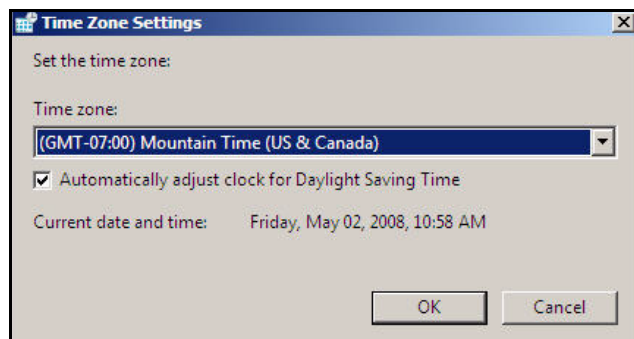 Time Zone Settings
Set the time zone:
Time zone:
(GMT-07:00) Mountain Time (US & Canada)
Automatically adjust clock for Daylight Saving Time
Current date and time: Friday, May 02, 2008, 10:58 AM
OK Cancel